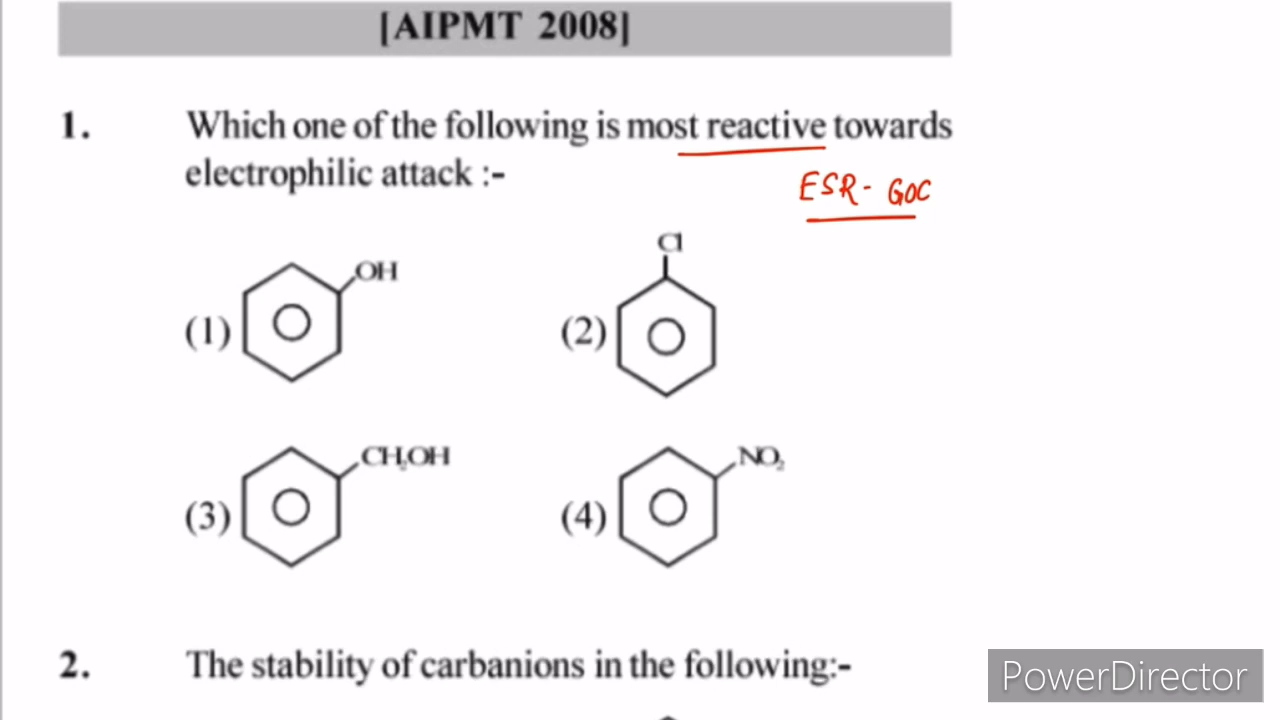 [AIPMT 2008]
1. Which one of the following is most reactive towards
electrophilic attack :-
ESR - GOC
(1) OH
(2) Cl
(3) CH₂OH
(4) NO₂
2. The stability of carbanions in the following:-
PowerDirector